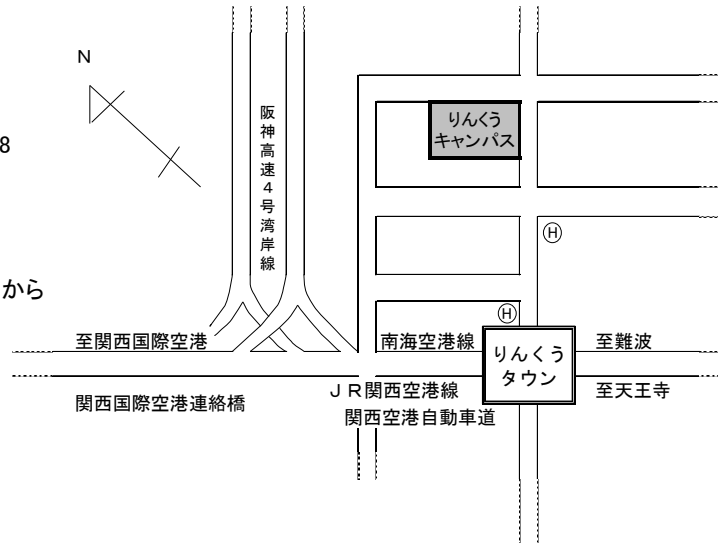 N
8
から
阪神高速4号湾岸線
りんくう
キャンパス
Ⓗ
Ⓗ
至関西国際空港
南海空港線
りんくう
タウン
至難波
関西国際空港連絡橋
ＪＲ関西空港線
至天王寺
関西空港自動車道